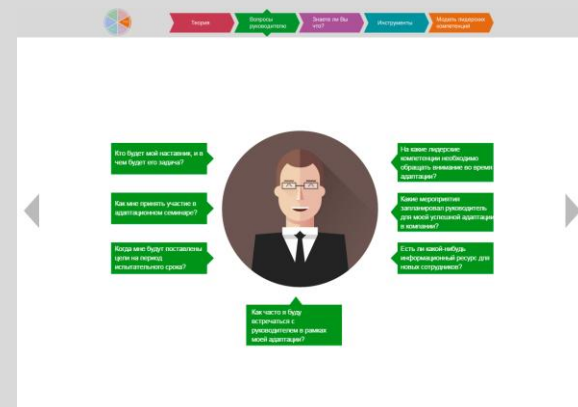 Теория
Вопросы
руководителю
Знаете ли Вы
что?
Инструменты
Модель лидерских
компетенций
Кто будет мой наставник, и в
чем будет его задача?
Как мне принять участие в
адаптационном семинаре?
Когда мне будут поставлены
цели на период
испытательного срока?
На какие лидерские
компетенции необходимо
обращать внимание во время
адаптации?
Какие мероприятия
запланировал руководитель
для моей успешной адаптации
в компании?
Есть ли какой-нибудь
информационный ресурс для
новых сотрудников?
Как часто я буду
встречаться с
руководителем в рамках
моей адаптации?